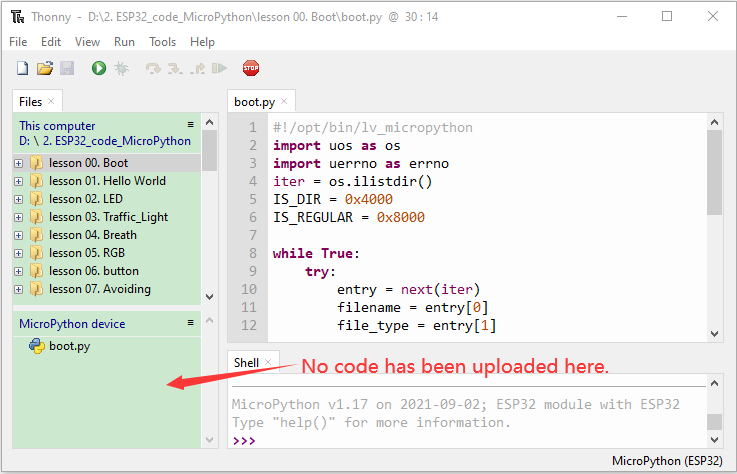 Thonny - D:\2. ESP32_code_MicroPython\lesson 00. Boot\boot.py @ 30 : 14
File Edit View Run Tools Help
STOP
Files
This computer
D: \ 2. ESP32_code_MicroPython
lesson 00. Boot
lesson 01. Hello World
lesson 02. LED
lesson 03. Traffic_Light
lesson 04. Breath
lesson 05. RGB
lesson 06. button
lesson 07. Avoiding
MicroPython device
boot.py
boot.py
1 #!/opt/bin/lv_micropython
2 import uos as os
3 import uerrno as errno
4 iter = os.ilistdir()
5 IS_DIR = 0x4000
6 IS_REGULAR = 0x8000
7
8 while True:
9 try:
10 entry = next(iter)
11 filename = entry[0]
12 file_type = entry[1]
Shell
No code has been uploaded here.
MicroPython v1.17 on 2021-09-02; ESP32 module with ESP32
Type "help()" for more information.
>>>
MicroPython (ESP32)